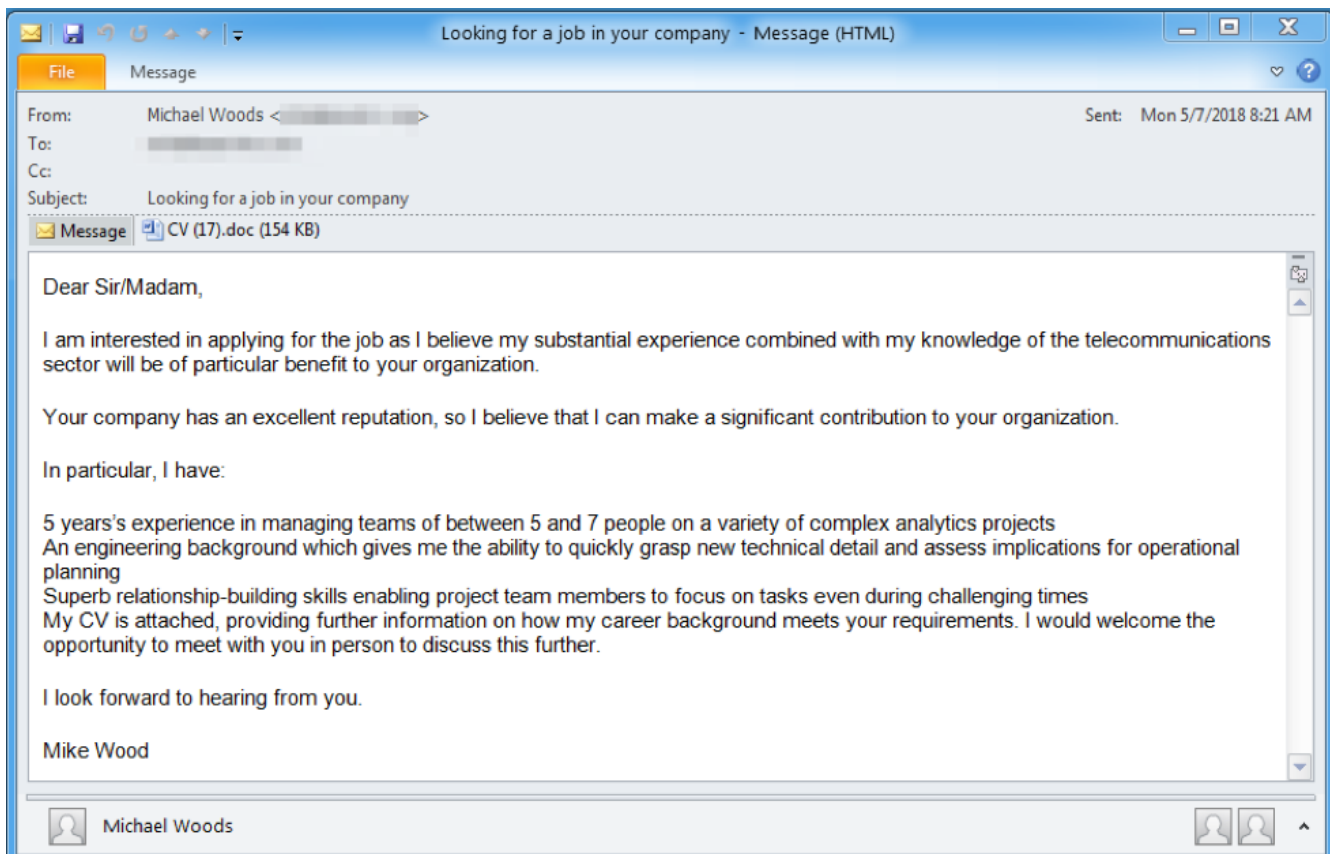 Looking for a job in your company - Message (HTML)
File Message
From: Michael Woods < > Sent: Mon 5/7/2018 8:21 AM
To:
Cc:
Subject: Looking for a job in your company
Message CV (17).doc (154 KB)
Dear Sir/Madam,
I am interested in applying for the job as I believe my substantial experience combined with my knowledge of the telecommunications
sector will be of particular benefit to your organization.
Your company has an excellent reputation, so I believe that I can make a significant contribution to your organization.
In particular, I have:
5 years's experience in managing teams of between 5 and 7 people on a variety of complex analytics projects
An engineering background which gives me the ability to quickly grasp new technical detail and assess implications for operational
planning
Superb relationship-building skills enabling project team members to focus on tasks even during challenging times
My CV is attached, providing further information on how my career background meets your requirements. I would welcome the
opportunity to meet with you in person to discuss this further.
I look forward to hearing from you.
Mike Wood
Michael Woods